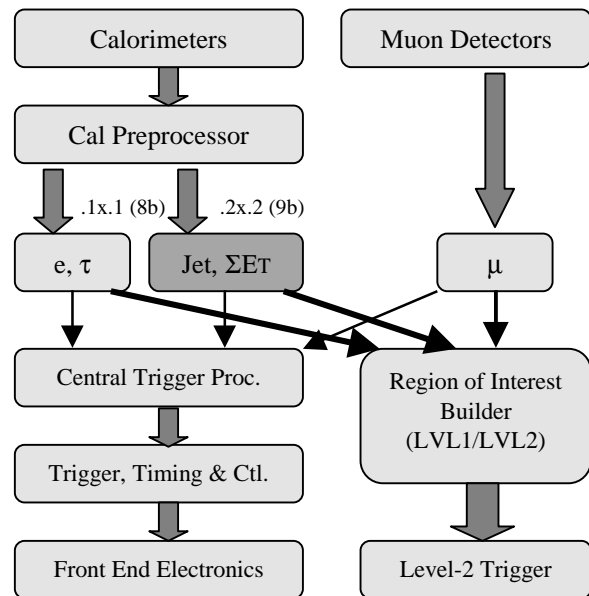 Calorimeters
Muon Detectors
Cal Preprocessor
.1x.1 (8b)
.2x.2 (9b)
e, τ
Jet, ΣET
μ
Central Trigger Proc.
Region of Interest
Builder
(LVL1/LVL2)
Trigger, Timing & Ctl.
Front End Electronics
Level-2 Trigger